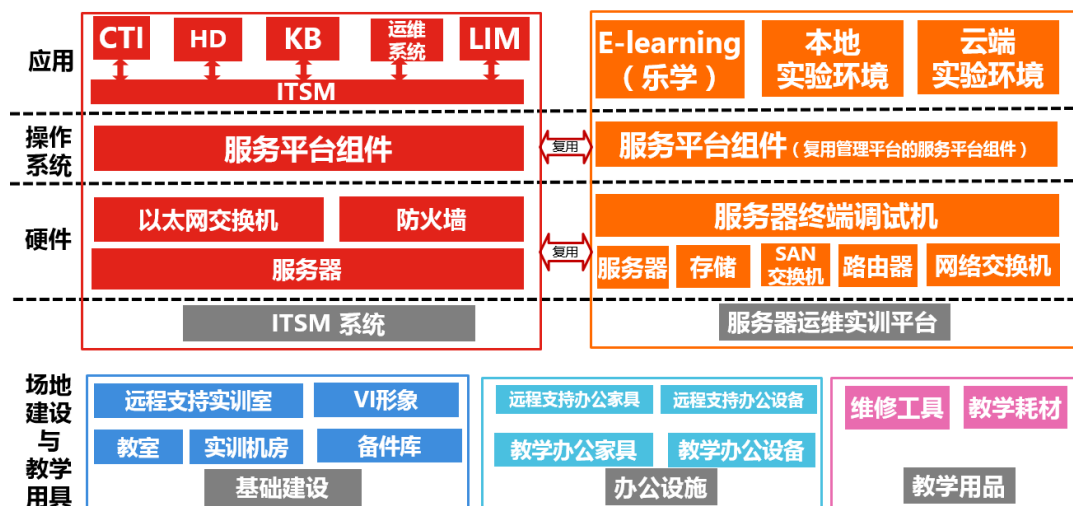 应用
CTI
HD
KB
运维
系统
LIM
ITSM
E-learning
（乐学）
本地
实验环境
云端
实验环境
操作
系统
服务平台组件
复用
服务平台组件（复用管理平台的服务平台组件）
硬件
以太网交换机
防火墙
服务器
复用
服务器终端调试机
服务器
存储
SAN
交换机
路由器
网络交换机
ITSM 系统
服务器运维实训平台
场地
建设
与
教学
用具
远程支持实训室
VI形象
教室
实训机房
备件库
基础建设
远程支持办公家具
远程支持办公设备
教学办公家具
教学办公设备
办公设施
维修工具
教学耗材
教学用品